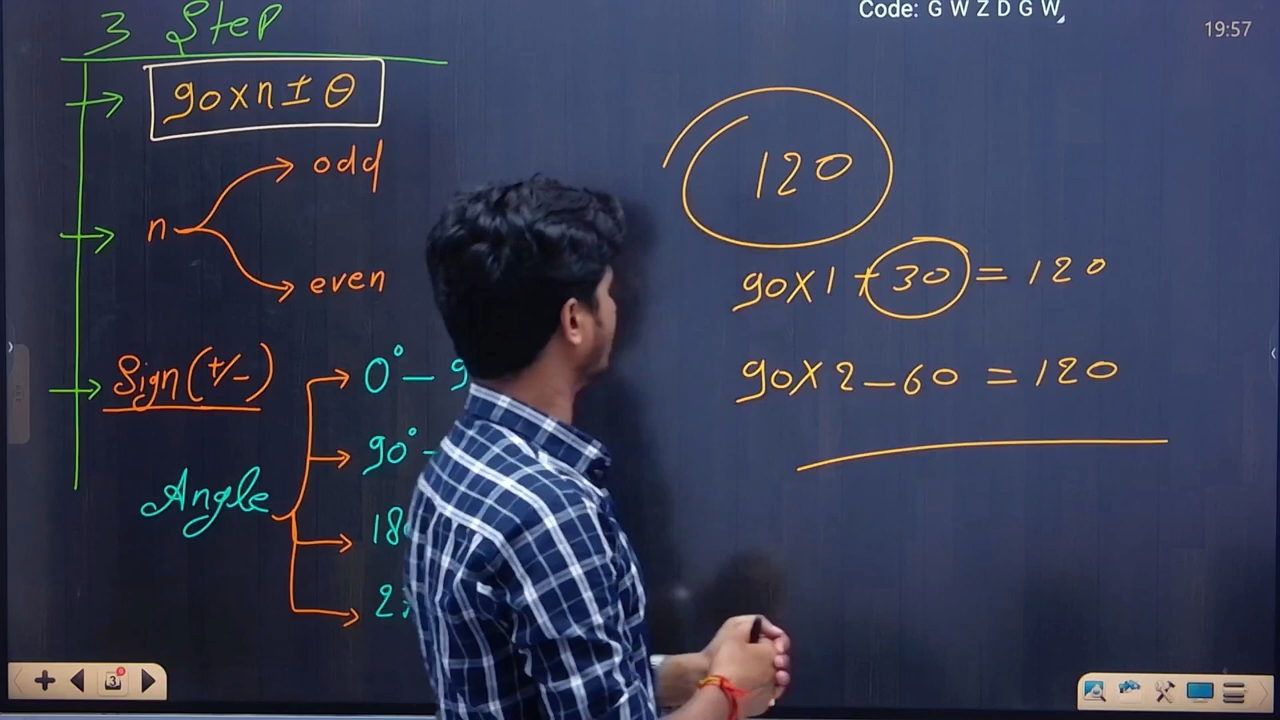 Code: G W Z D G W
19:57
3 Step
90×n±θ
n
odd
even
Sign(+/-)
Angle
0° –
90° –
120
90×1+30=120
90×2–60=120
3